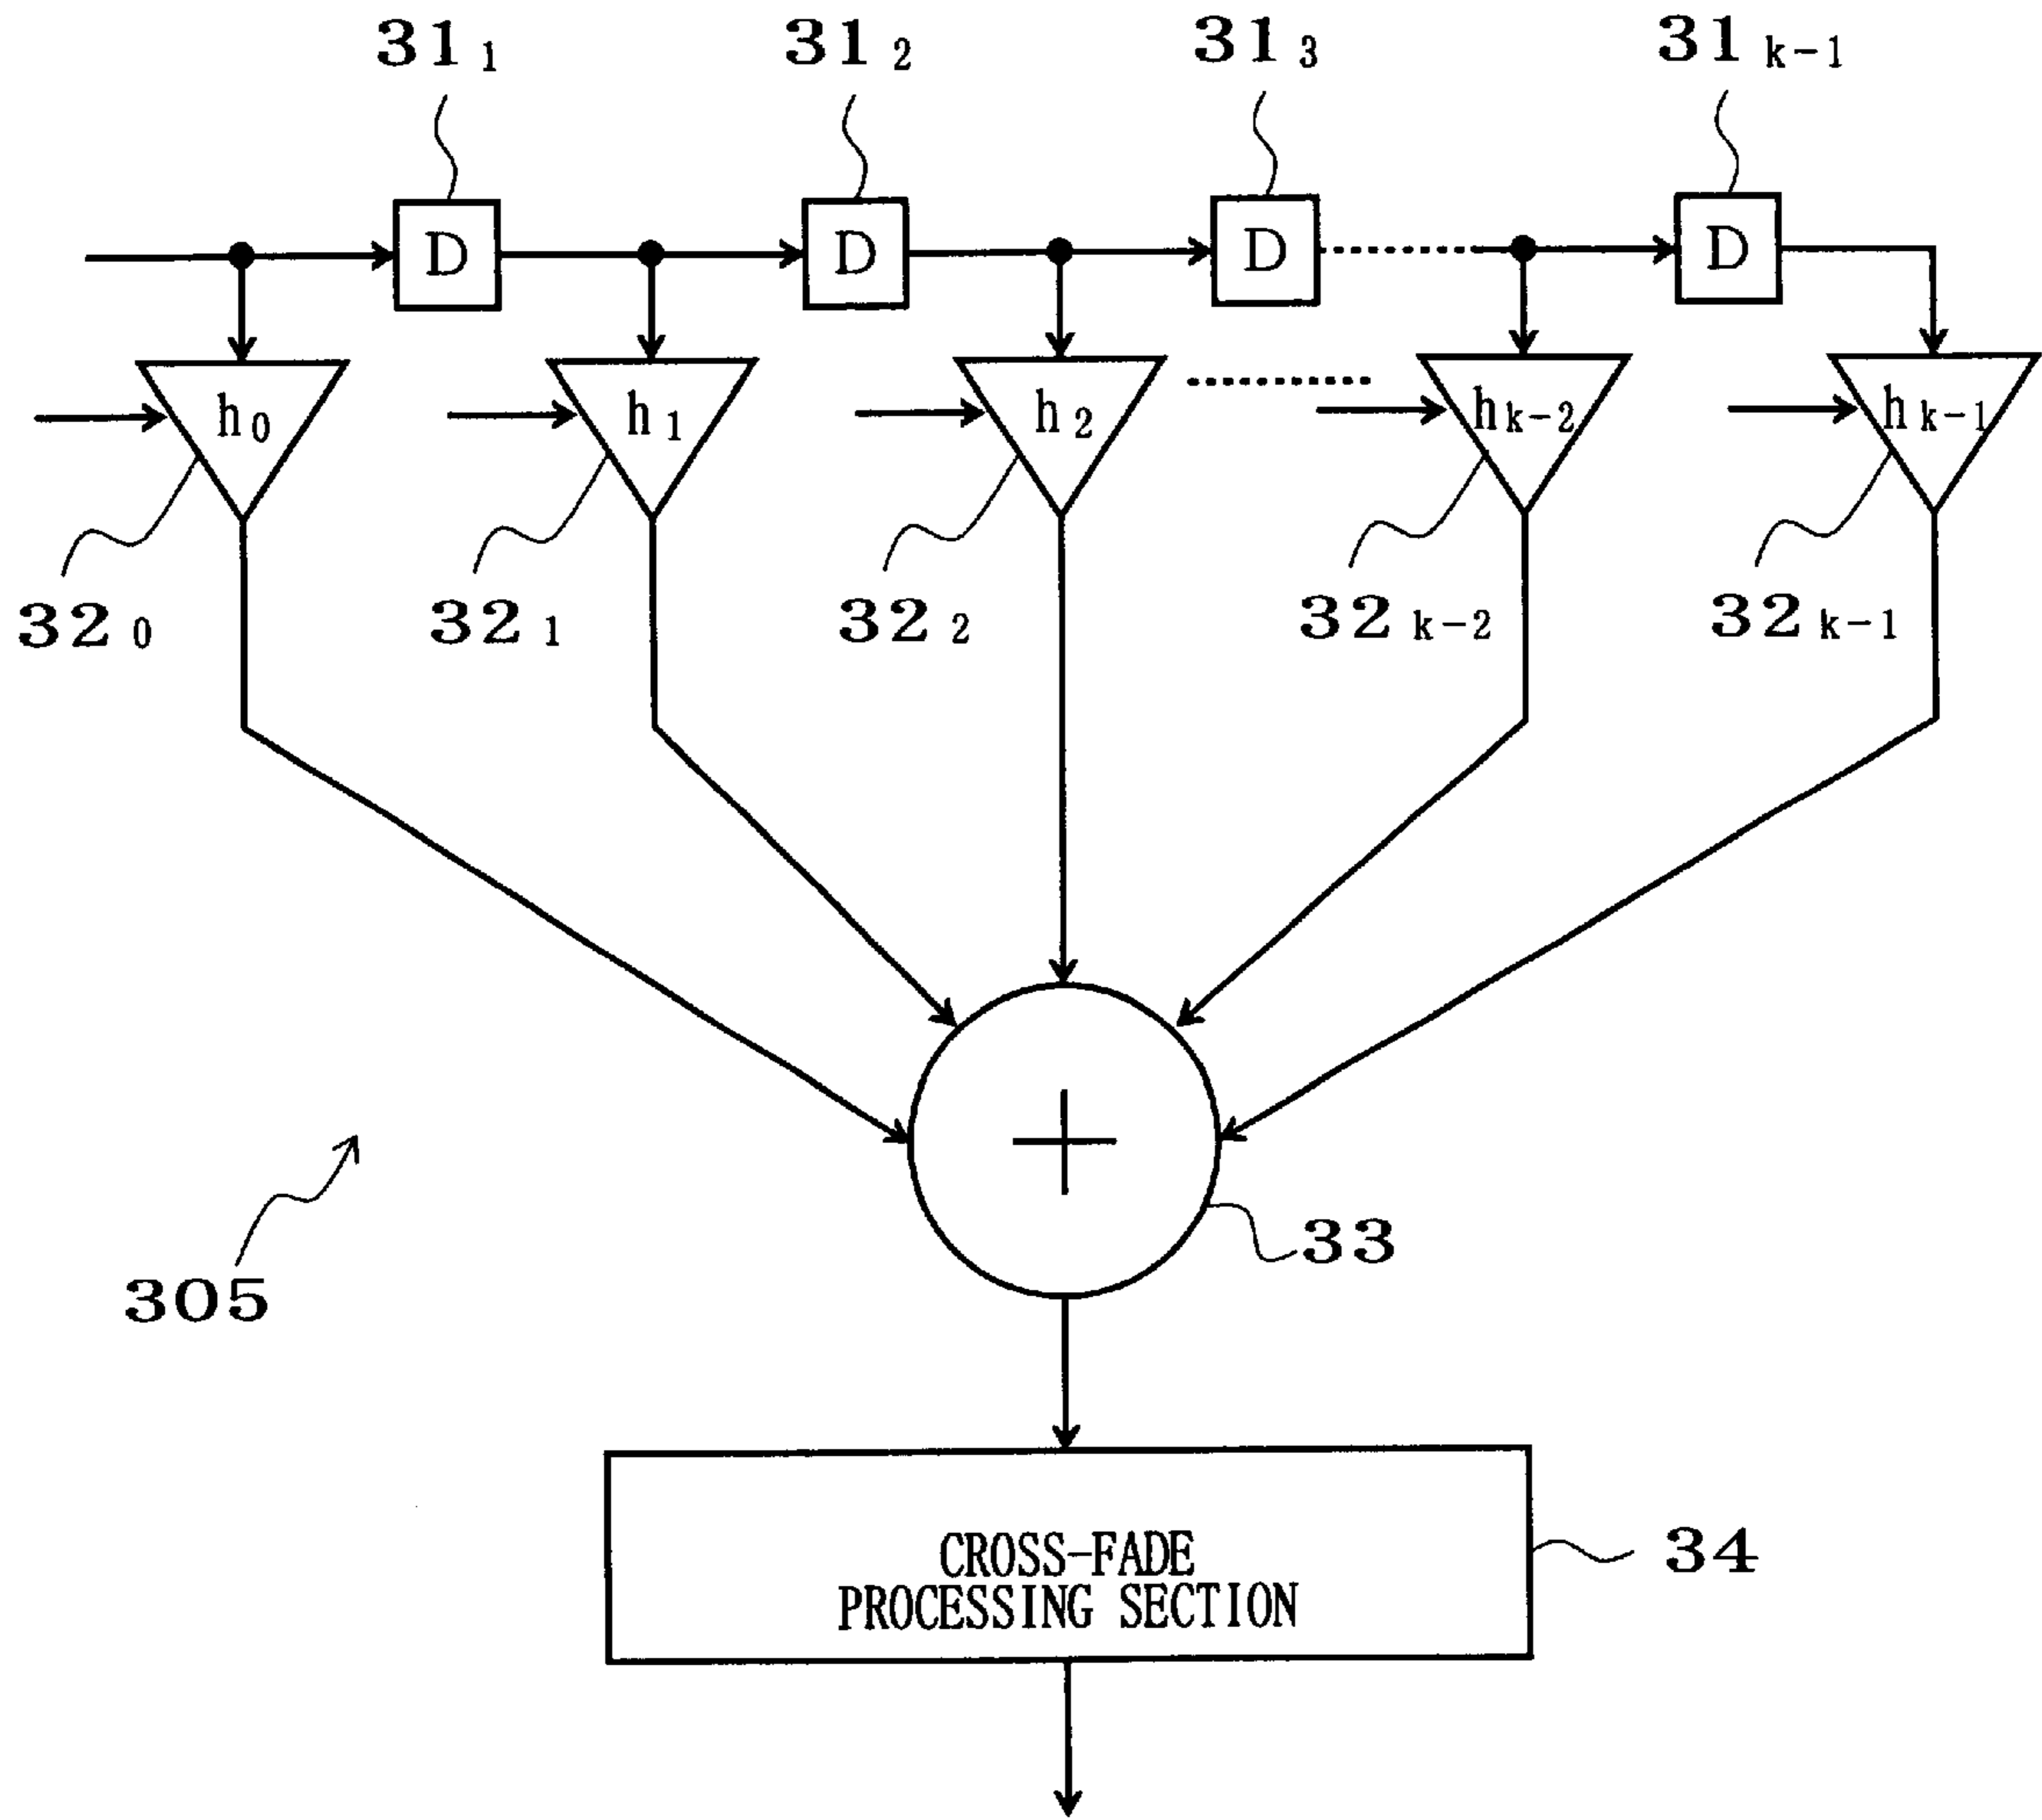 31₁ 31₂ 31₃ 31ₖ₋₁
D D D D
h₀ h₁ h₂ hₖ₋₂ hₖ₋₁
32₀ 32₁ 32₂ 32ₖ₋₂ 32ₖ₋₁
+
33
305
CROSS-FADE
PROCESSING SECTION
34